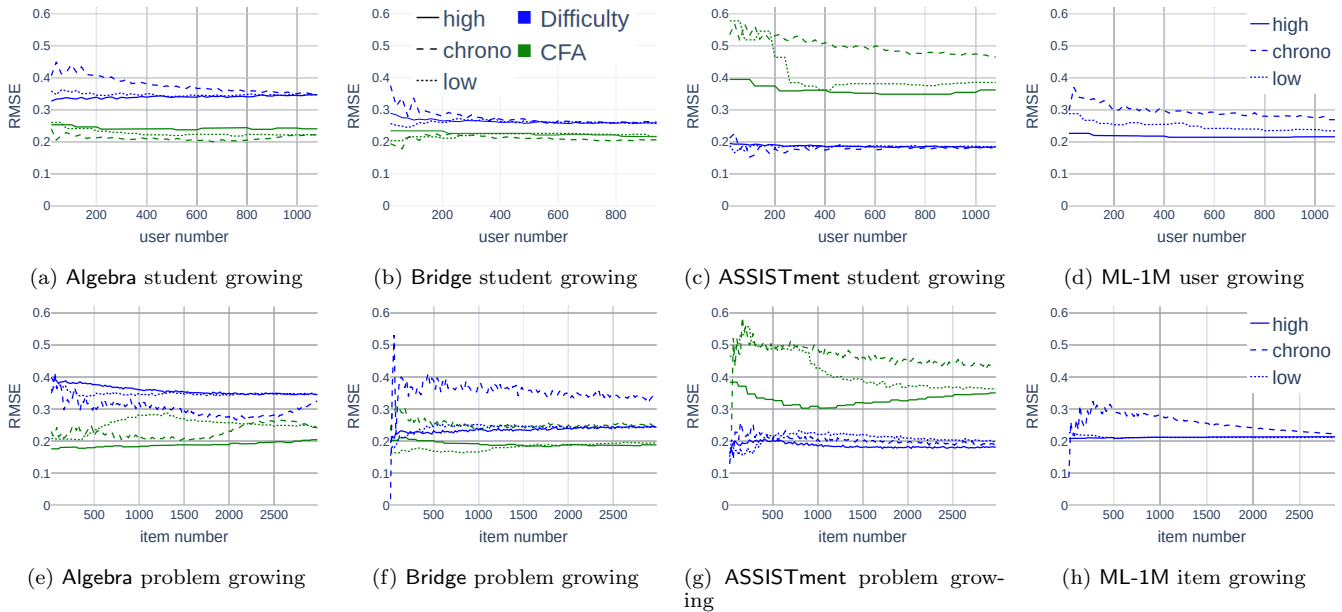 0.6
0.5
0.4
0.3
0.2
0.1
0
RMSE
200
400
600
800
1000
user number
(a) Algebra student growing
0.6
0.5
0.4
0.3
0.2
0.1
0
RMSE
high
chrono
low
Difficulty
CFA
200
400
600
800
user number
(b) Bridge student growing
0.6
0.5
0.4
0.3
0.2
0.1
0
RMSE
200
400
600
800
1000
user number
(c) ASSISTment student growing
0.6
0.5
0.4
0.3
0.2
0.1
0
RMSE
high
chrono
low
200
400
600
800
1000
user number
(d) ML-1M user growing
0.6
0.5
0.4
0.3
0.2
0.1
0
RMSE
500
1000
1500
2000
2500
item number
(e) Algebra problem growing
0.6
0.5
0.4
0.3
0.2
0.1
0
RMSE
500
1000
1500
2000
2500
item number
(f) Bridge problem growing
0.6
0.5
0.4
0.3
0.2
0.1
0
RMSE
500
1000
1500
2000
2500
item number
(g) ASSISTment problem grow-
ing
0.6
0.5
0.4
0.3
0.2
0.1
0
RMSE
high
chrono
low
500
1000
1500
2000
2500
item number
(h) ML-1M item growing